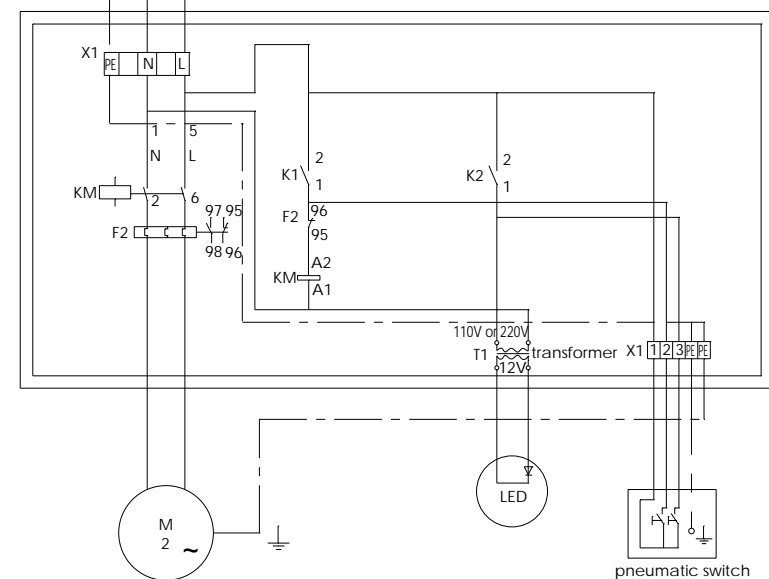 X1 PE N L
1 5
N L
2
K1
1
2
K2
1
KM 2 6
97 95
F2
98 96
96
F2
95
A2
KM
A1
110V or 220V
T1 transformer X1 1 2 3 PE PE
12V
LED
M
2
~
pneumatic switch